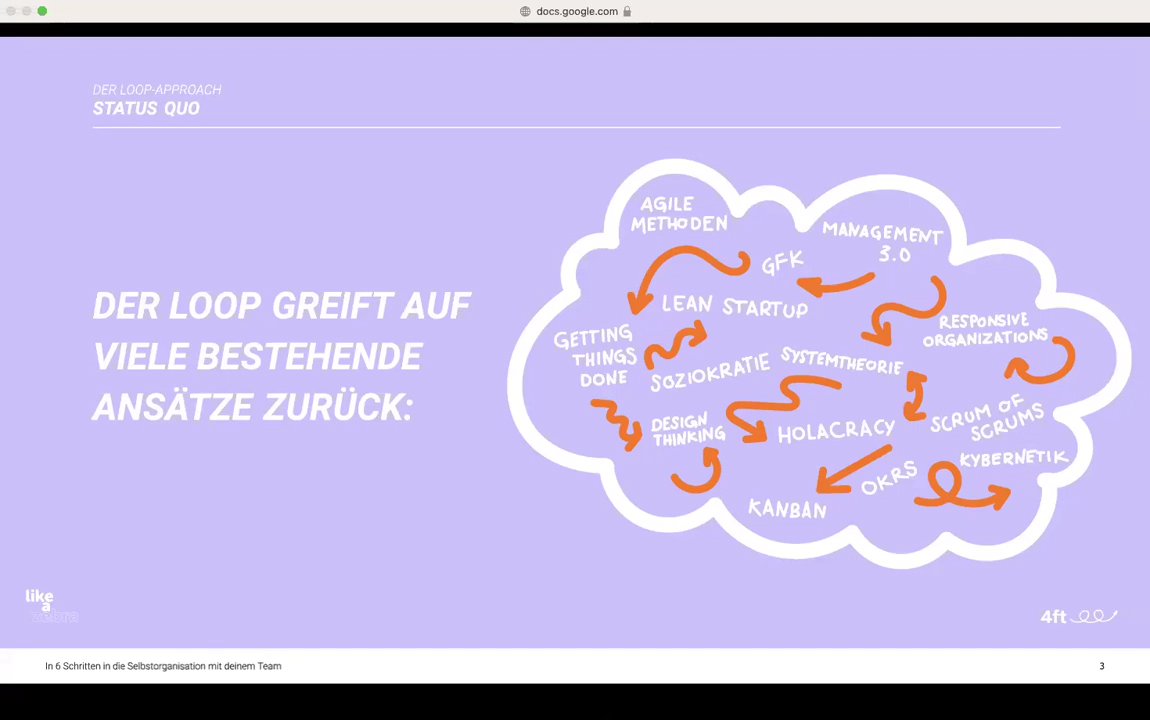 docs.google.com
DER LOOP-APPROACH
STATUS QUO
DER LOOP GREIFT AUF
VIELE BESTEHENDE
ANSÄTZE ZURÜCK:
AGILE
METHODEN
MANAGEMENT
3.0
GFK
LEAN STARTUP
RESPONSIVE
ORGANIZATIONS
GETTING
THINGS
DONE
SOZIOKRATIE
SYSTEMTHEORIE
DESIGN
THINKING
HOLACRACY
SCRUM OF
SCRUMS
KYBERNETIK
OKRS
KANBAN
like
a
4ft
In 6 Schritten in die Selbstorganisation mit deinem Team
3